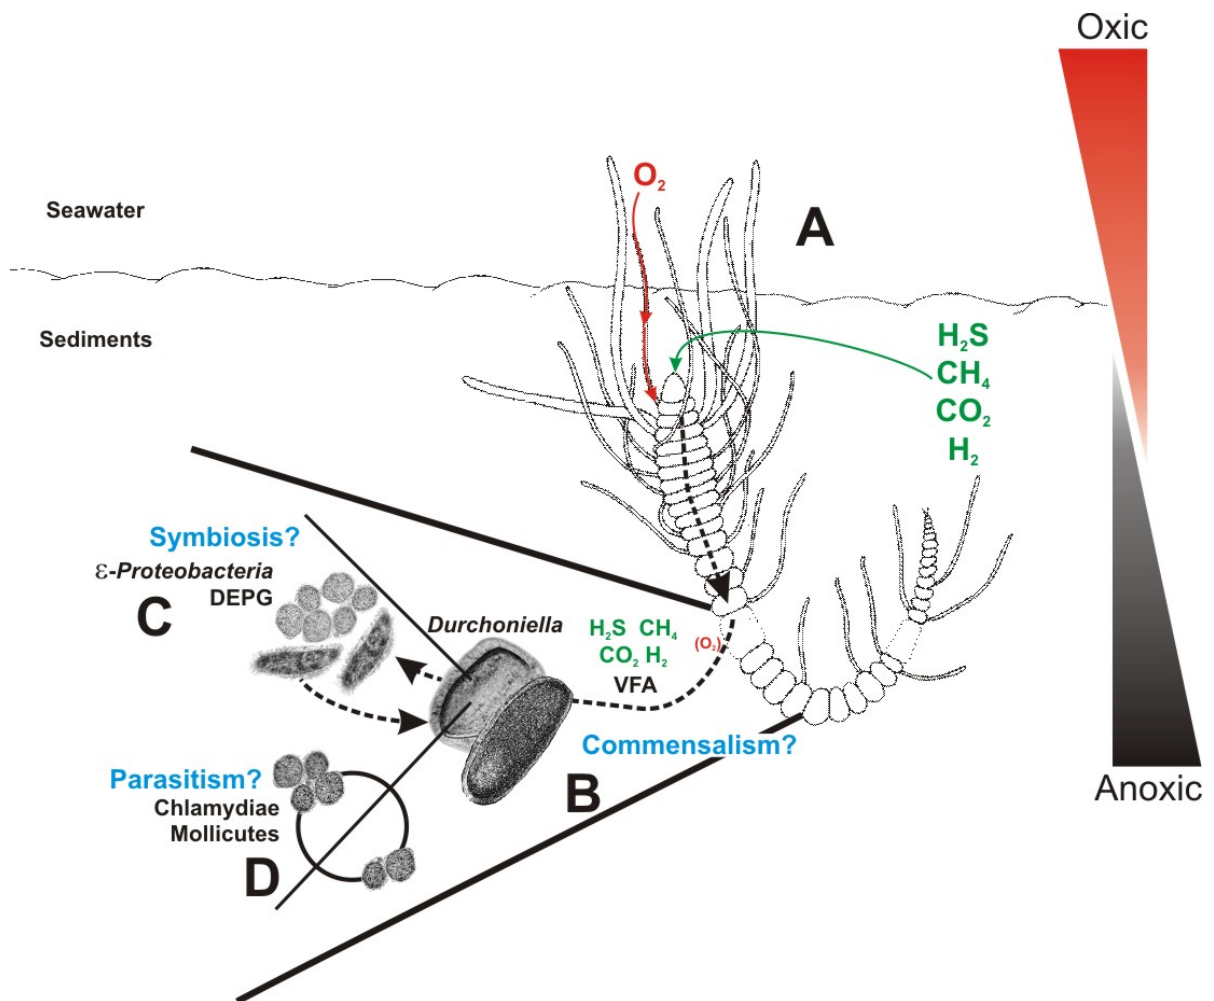 Oxic
O₂
A
Seawater
Sediments
H₂S
CH₄
CO₂
H₂
Symbiosis?
ε-Proteobacteria
DEPG
C
Durchoniella
H₂S CH₄
CO₂ H₂
(O₂)
VFA
Commensalism?
B
Parasitism?
Chlamydiae
Mollicutes
D
Anoxic